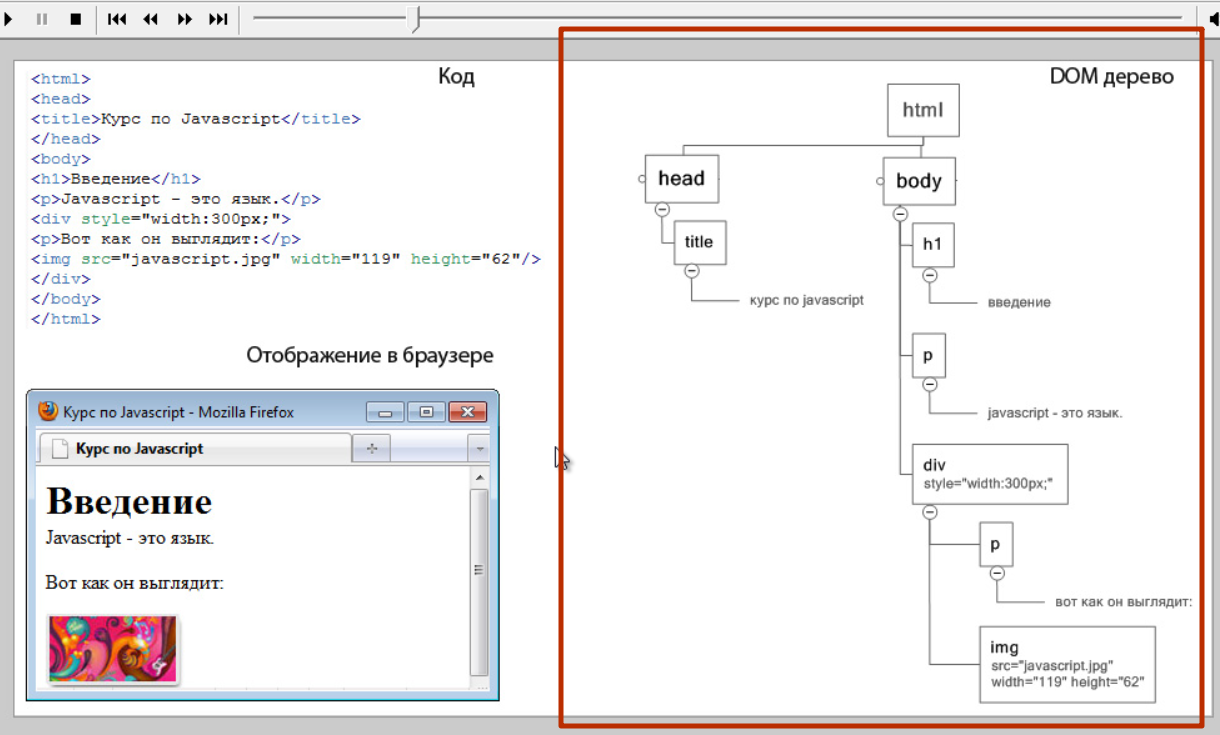 Код
<html>
<head>
<title>Курс по Javascript</title>
</head>
<body>
<h1>Введение</h1>
<p>Javascript - это язык.</p>
<div style="width:300px;">
<p>Вот как он выглядит:</p>
<img src="javascript.jpg" width="119" height="62"/>
</div>
</body>
</html>
Отображение в браузере
Курс по Javascript - Mozilla Firefox
Курс по Javascript
Введение
Javascript - это язык.
Вот как он выглядит:
DOM дерево
html
head
body
title
h1
курс по javascript
введение
p
javascript - это язык.
div
style="width:300px;"
p
вот как он выглядит:
img
src="javascript.jpg"
width="119" height="62"